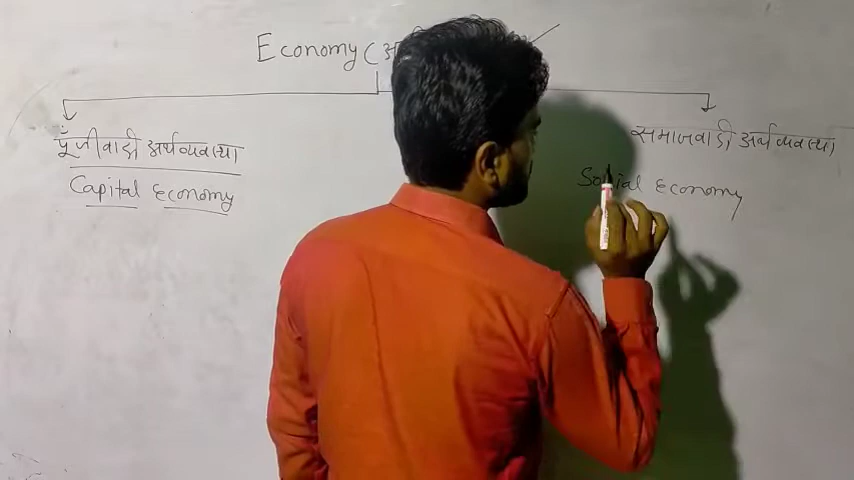 Economy (अ
पूँजीवादी अर्थव्यवस्था
Capital Economy
समाजवादी अर्थव्यवस्था
Social Economy